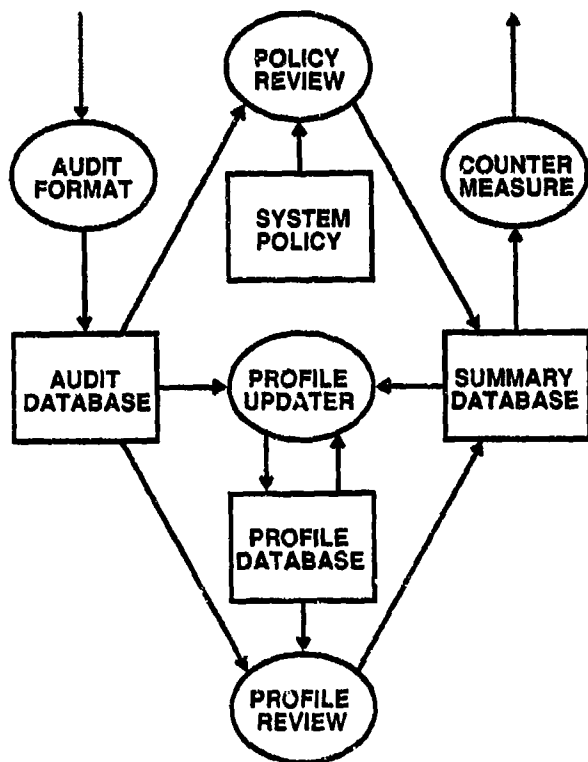 POLICY
REVIEW
AUDIT
FORMAT
COUNTER
MEASURE
SYSTEM
POLICY
AUDIT
DATABASE
PROFILE
UPDATER
SUMMARY
DATABASE
PROFILE
DATABASE
PROFILE
REVIEW